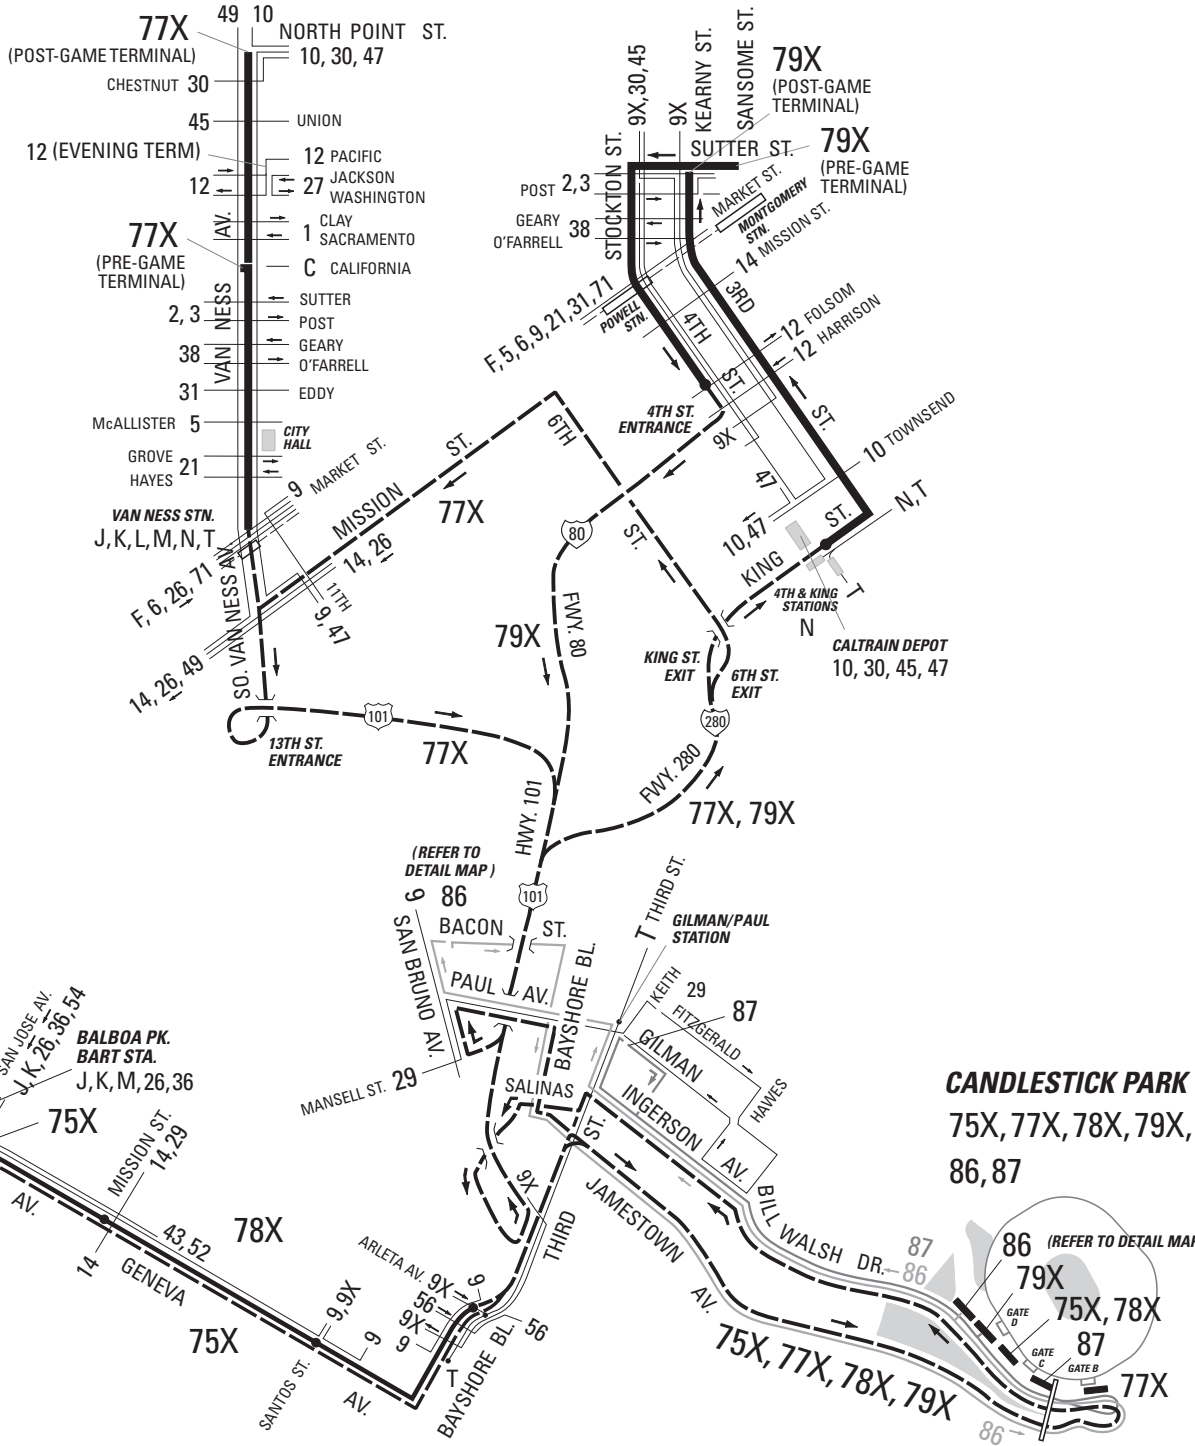 49 10
77X
(POST-GAME TERMINAL)
NORTH POINT ST.
10, 30, 47
CHESTNUT 30
45
UNION
12 (EVENING TERM)
12 PACIFIC
12
27
JACKSON
WASHINGTON
VAN NESS AV.
1
CLAY
SACRAMENTO
77X
(PRE-GAME
TERMINAL)
C CALIFORNIA
2, 3
SUTTER
POST
38
GEARY
O'FARRELL
31
EDDY
McALLISTER 5
CITY
HALL
GROVE
21
HAYES
9 MARKET ST.
VAN NESS STN.
J, K, L, M, N, T
F, 6, 26, 71
14, 26, 49
SO. VAN NESS AV.
11TH
9, 47
14, 26
MISSION ST.
77X
13TH ST.
ENTRANCE
101
77X
9X,30,45
9X
KEARNY ST.
SANSOME ST.
79X
(POST-GAME
TERMINAL)
79X
(PRE-GAME
TERMINAL)
STOCKTON ST.
SUTTER ST.
POST 2,3
GEARY
38
O'FARRELL
MARKET ST.
MONTGOMERY
STN.
14 MISSION ST.
F, 5, 6, 9, 21, 31, 71
POWELL
STN.
4TH ST.
3RD ST.
12 FOLSOM
12 HARRISON
4TH ST.
ENTRANCE
9X
47
10 TOWNSEND
10,47
N,T
KING ST.
4TH & KING
STATIONS
N
T
CALTRAIN DEPOT
10, 30, 45, 47
6TH ST.
80
FWY. 80
79X
KING ST.
EXIT
6TH ST.
EXIT
280
FWY. 280
77X, 79X
HWY. 101
101
(REFER TO
DETAIL MAP )
9
86
BACON ST.
SAN BRUNO AV.
PAUL AV.
BAYSHORE BL.
T THIRD ST.
GILMAN/PAUL
STATION
KEITH
29
FITZGERALD
87
GILMAN
HAWES
INGERSON AV.
MANSELL ST. 29
SALINAS
SAN JOSE AV.
J, K, 26, 36, 54
BALBOA PK.
BART STA.
J, K, M, 26, 36
75X
MISSION ST.
14, 29
14
43, 52
78X
GENEVA AV.
AV.
75X
9, 9X
9
SANTOS ST.
ARLETA AV.
9X
9
56
9X
9
56
T
BAYSHORE BL.
9X
THIRD ST.
JAMESTOWN AV.
BILL WALSH DR.
87
86
75X, 77X, 78X, 79X
86
CANDLESTICK PARK
75X, 77X, 78X, 79X,
86, 87
86 (REFER TO DETAIL MAP
79X
75X, 78X
GATE
D
87
GATE
C
GATE B
77X